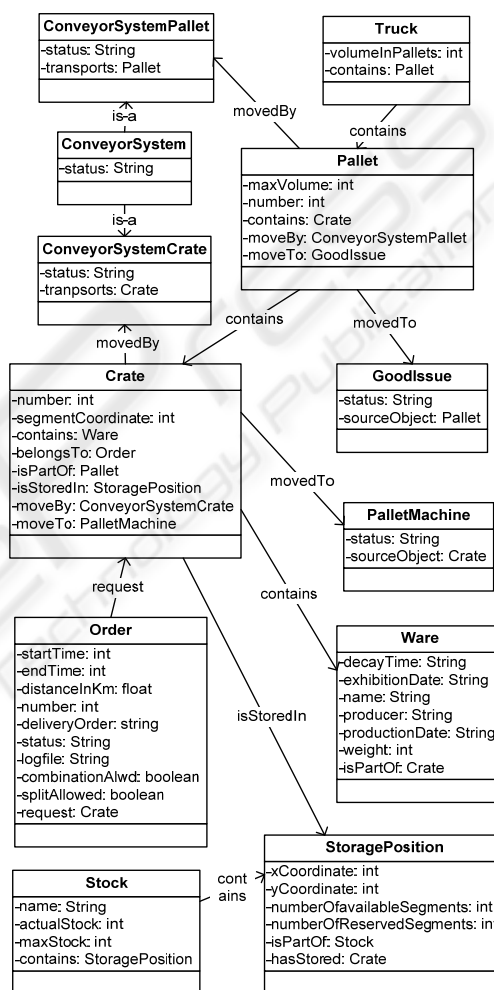 ConveyorSystemPallet
-status: String
-transports: Pallet
Truck
-volumeInPallets: int
-contains: Pallet
is-a
movedBy
contains
ConveyorSystem
-status: String
Pallet
-maxVolume: int
-number: int
-contains: Crate
-moveBy: ConveyorSystemPallet
-moveTo: GoodIssue
is-a
ConveyorSystemCrate
-status: String
-tranpsorts: Crate
contains
movedTo
movedBy
Crate
-number: int
-segmentCoordinate: int
-contains: Ware
-belongsTo: Order
-isPartOf: Pallet
-isStoredIn: StoragePosition
-moveBy: ConveyorSystemCrate
-moveTo: PalletMachine
GoodIssue
-status: String
-sourceObject: Pallet
movedTo
PalletMachine
-status: String
-sourceObject: Crate
request
contains
Order
-startTime: int
-endTime: int
-distanceInKm: float
-number: int
-deliveryOrder: string
-status: String
-logfile: String
-combinationAlwd: boolean
-splitAllowed: boolean
-request: Crate
Ware
-decayTime: String
-exhibitionDate: String
-name: String
-producer: String
-productionDate: String
-weight: int
-isPartOf: Crate
isStoredIn
StoragePosition
-xCoordinate: int
-yCoordinate: int
-numberOfavailableSegments: int
-numberOfReservedSegments: int
-isPartOf: Stock
-hasStored: Crate
cont
ains
Stock
-name: String
-actualStock: int
-maxStock: int
-contains: StoragePosition